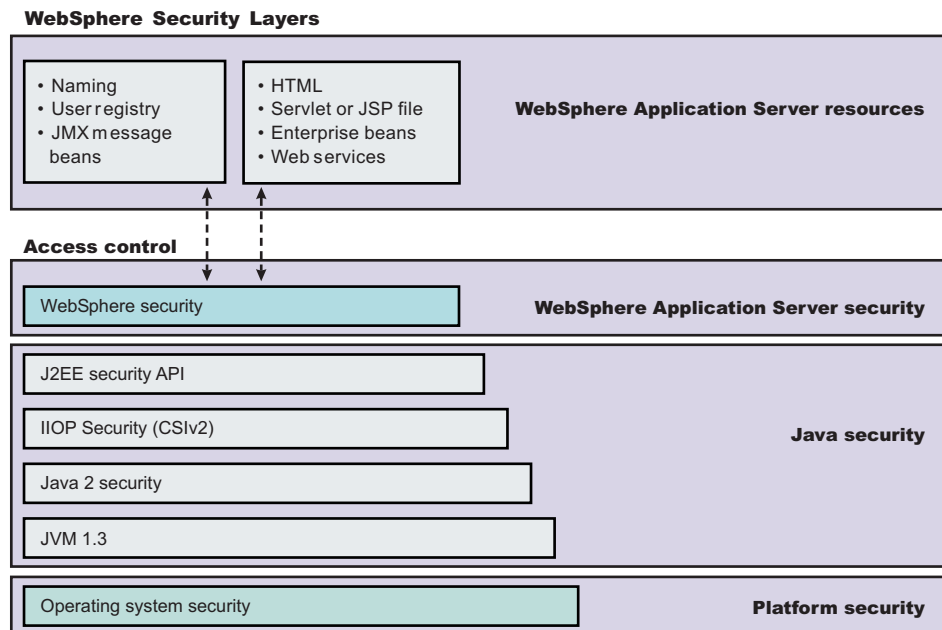 WebSphere Security Layers
• Naming
• User registry
• JMX message
beans
• HTML
• Servlet or JSP file
• Enterprise beans
• Web services
WebSphere Application Server resources
Access control
WebSphere security
WebSphere Application Server security
J2EE security API
IIOP Security (CSIv2)
Java 2 security
JVM 1.3
Java security
Operating system security
Platform security